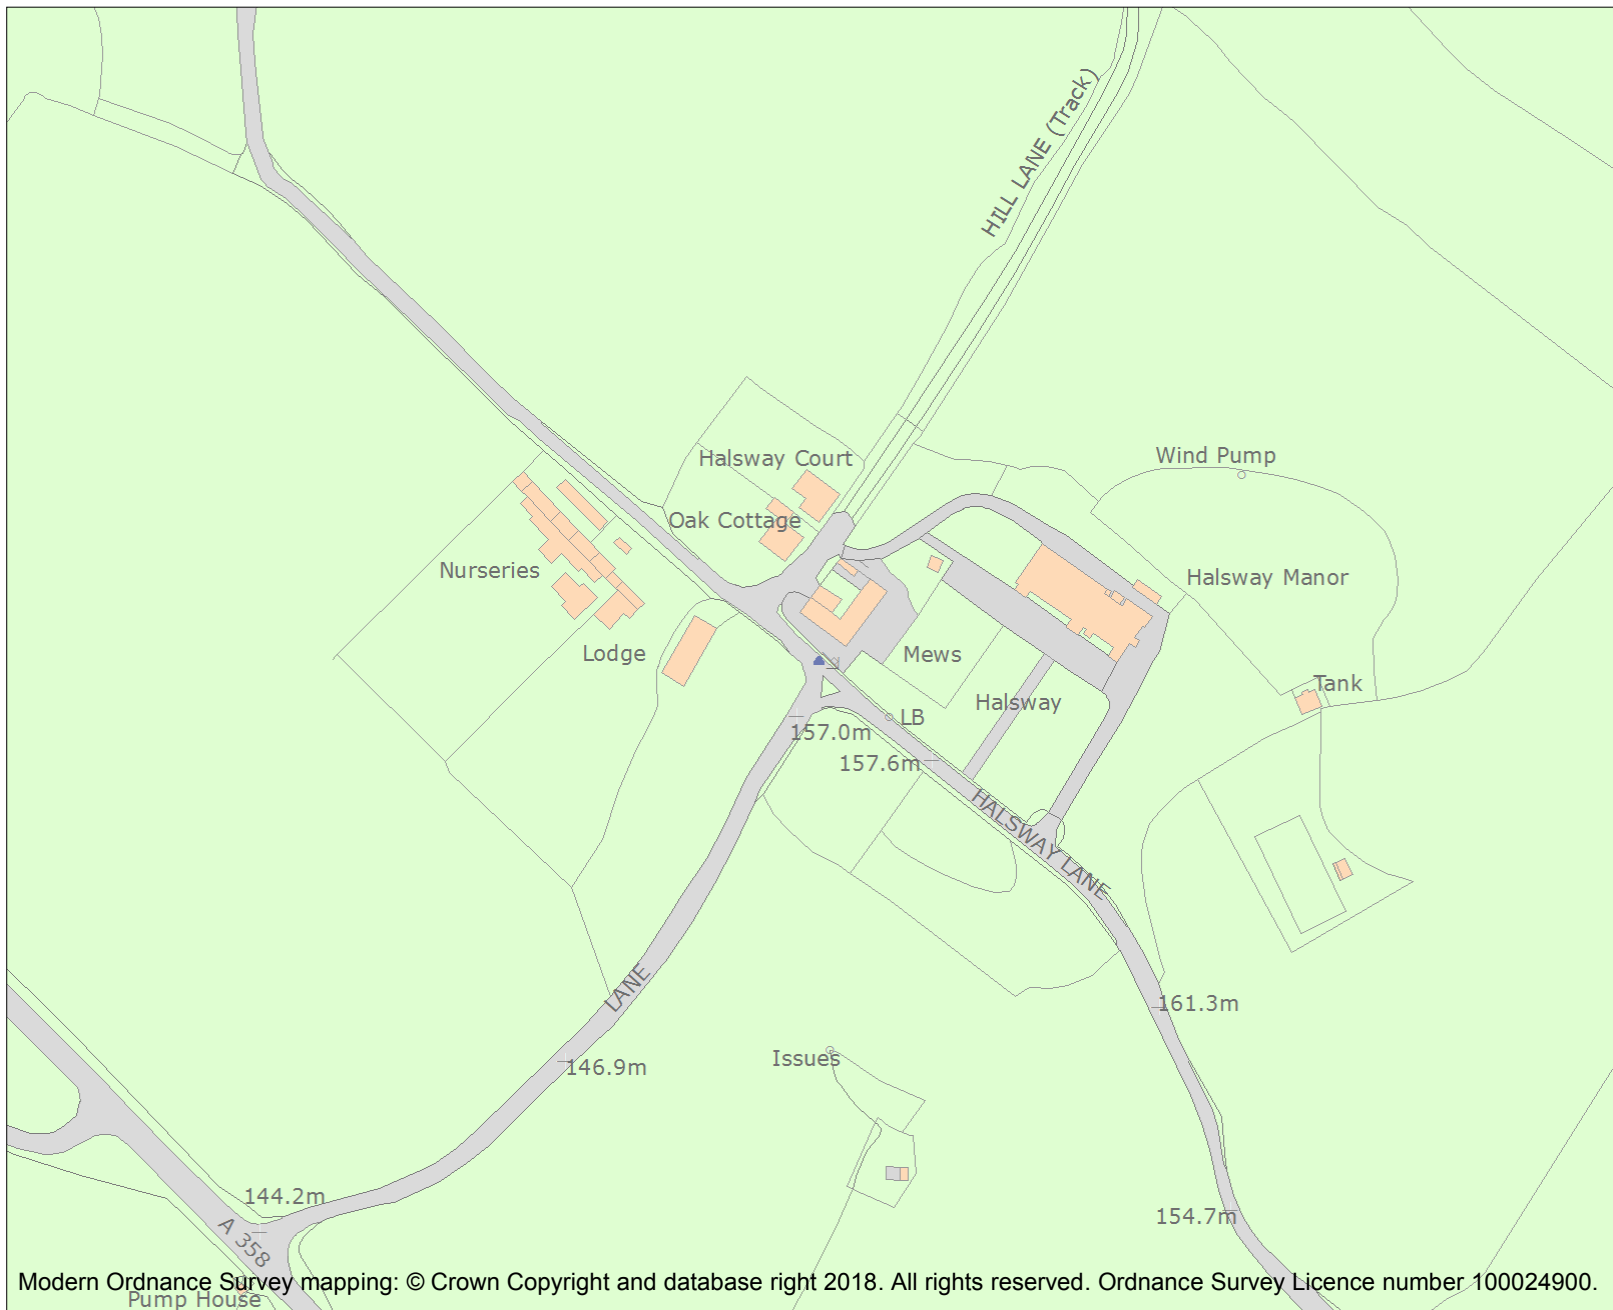 HILL LANE (Track)
Halsway Court
Wind Pump
Oak Cottage
Nurseries
Halsway Manor
Lodge
Mews
Tank
Halsway
LB
157.0m
157.6m
HALSWAY LANE
LANE
161.3m
Issues
146.9m
144.2m
154.7m
A 358
Modern Ordnance Survey mapping: © Crown Copyright and database right 2018. All rights reserved. Ordnance Survey Licence number 100024900.
Pump House